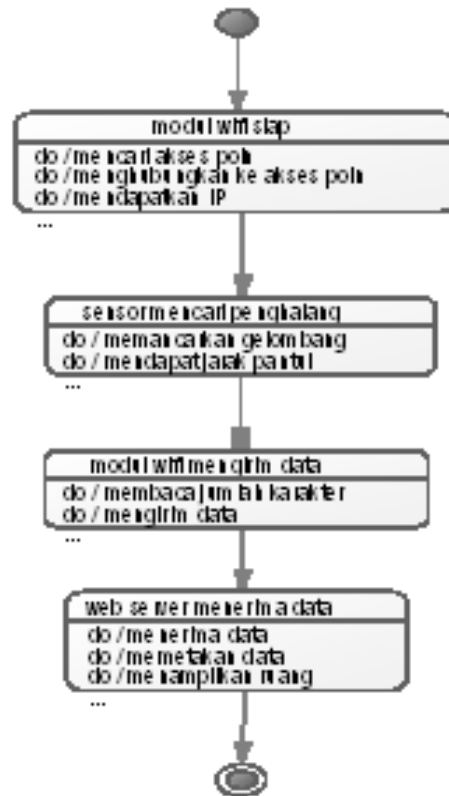 modul wifi siap
do / mencari akses poin
do / menghubungkan ke akses poin
do / mendapatkan IP
...
sensor mencari penghalang
do / memancarkan gelombang
do / mendapat jarak pantul
...
modul wifi mengirim data
do / membaca jumlah karakter
do / mengirim data
...
web server menerima data
do / menerima data
do / memetakan data
do / menampilkan ruang
...